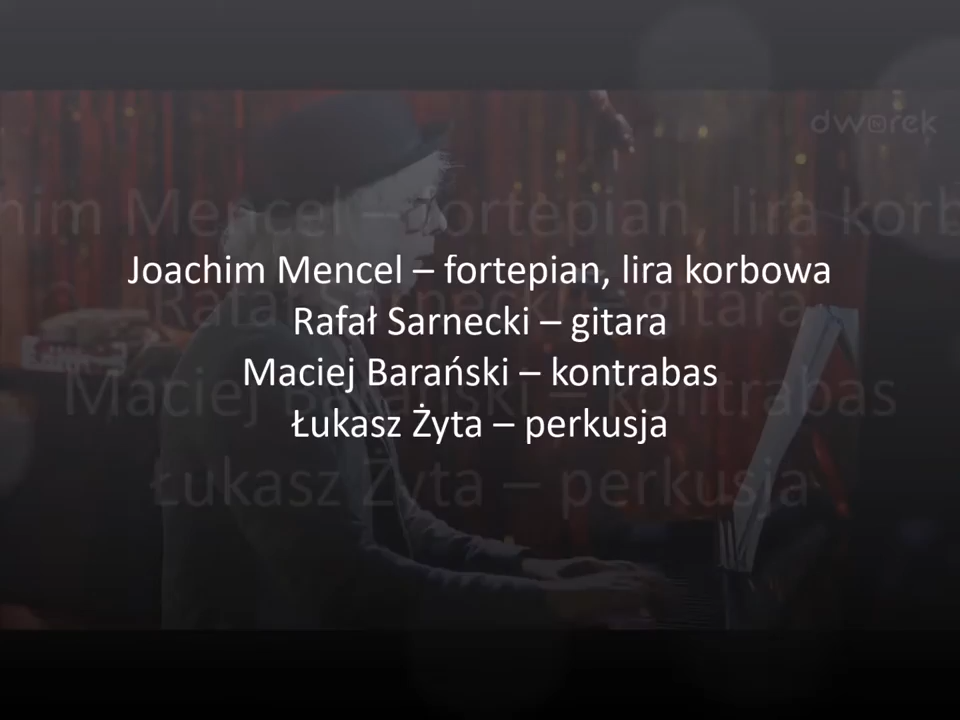 dworek
Joachim Mencel – fortepian, lira korbowa
Rafał Sarnecki – gitara
Maciej Barański – kontrabas
Łukasz Żyta – perkusja